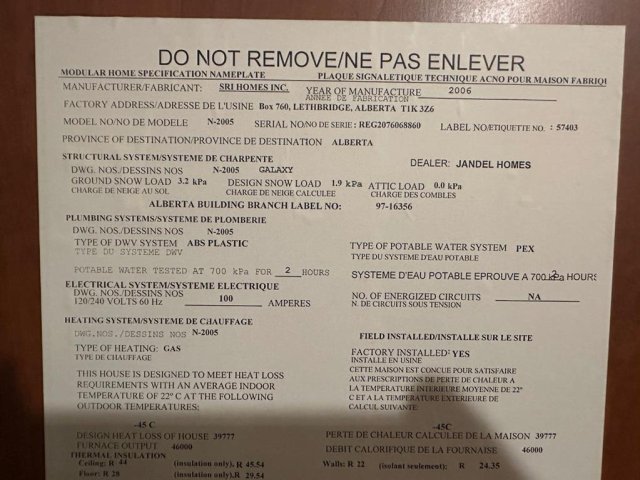 DO NOT REMOVE/NE PAS ENLEVER
MODULAR HOME SPECIFICATION NAMEPLATE PLAQUE SIGNALETIQUE TECHNIQUE ACNO POUR MAISON FABRIQU
MANUFACTURER/FABRICANT: SRI HOMES INC. YEAR OF MANUFACTURE 2006
ANNEE DE FABRICATION
FACTORY ADDRESS/ADRESSE DE L'USINE Box 760, LETHBRIDGE, ALBERTA T1K 3Z6
MODEL NO/NO DE MODELE N-2005 SERIAL NO/NO DE SERIE: REG2076068860 LABEL NO/ETIQUETTE NO. : 57403
PROVINCE OF DESTINATION/PROVINCE DE DESTINATION ALBERTA
STRUCTURAL SYSTEM/SYSTEME DE CHARPENTE DEALER: JANDEL HOMES
DWG. NOS./DESSINS NOS N-2005 GALAXY
GROUND SNOW LOAD 3.2 kPa DESIGN SNOW LOAD 1.9 kPa ATTIC LOAD 0.0 kPa
CHARGE DE NEIGE AU SOL CHARGE DE NEIGE CALCULEE CHARGE DES COMBLES
ALBERTA BUILDING BRANCH LABEL NO: 97-16356
PLUMBING SYSTEMS/SYSTEME DE PLOMBERIE
DWG. NOS./DESSINS NOS N-2005
TYPE OF DWV SYSTEM ABS PLASTIC TYPE OF POTABLE WATER SYSTEM PEX
TYPE DU SYSTEME DWV TYPE DU SYSTEME D'EAU POTABLE
POTABLE WATER TESTED AT 700 kPa FOR 2 HOURS SYSTEME D'EAU POTABLE EPROUVE A 700 kPa 2 HOURS
ELECTRICAL SYSTEM/SYSTEME ELECTRIQUE
DWG. NOS./DESSINS NOS NO. OF ENERGIZED CIRCUITS NA
120/240 VOLTS 60 Hz 100 AMPERES N. DE CIRCUITS SOUS TENSION
HEATING SYSTEM/SYSTEME DE CHAUFFAGE
DWG.NOS./DESSINS NOS N-2005 FIELD INSTALLED/INSTALLE SUR LE SITE
TYPE OF HEATING: GAS FACTORY INSTALLED: YES
TYPE DE CHAUFFAGE INSTALLE EN USINE
THIS HOUSE IS DESIGNED TO MEET HEAT LOSS
REQUIREMENTS WITH AN AVERAGE INDOOR
TEMPERATURE OF 22° C AT THE FOLLOWING
OUTDOOR TEMPERATURES:
CETTE MAISON EST CONCUE POUR SATISFAIRE
AUX PRESCRIPTIONS DE PERTE DE CHALEUR A
LA TEMPERATURE INTERIEURE MOYENNE DE 22°
C ET A LA TEMPERATURE EXTERIEURE DE
CALCUL SUIVANTE:
-45 C -45C
DESIGN HEAT LOSS OF HOUSE 39777 PERTE DE CHALEUR CALCULEE DE LA MAISON 39777
FURNACE OUTPUT 46000 DEBIT CALORIFIQUE DE LA FOURNAISE 46000
THERMAL INSULATION
Ceiling: R 44 (insulation only), R 45.54 Walls: R 22 (isolant seulement): R 24.35
Floor: R 28 (insulation only), R 29.54